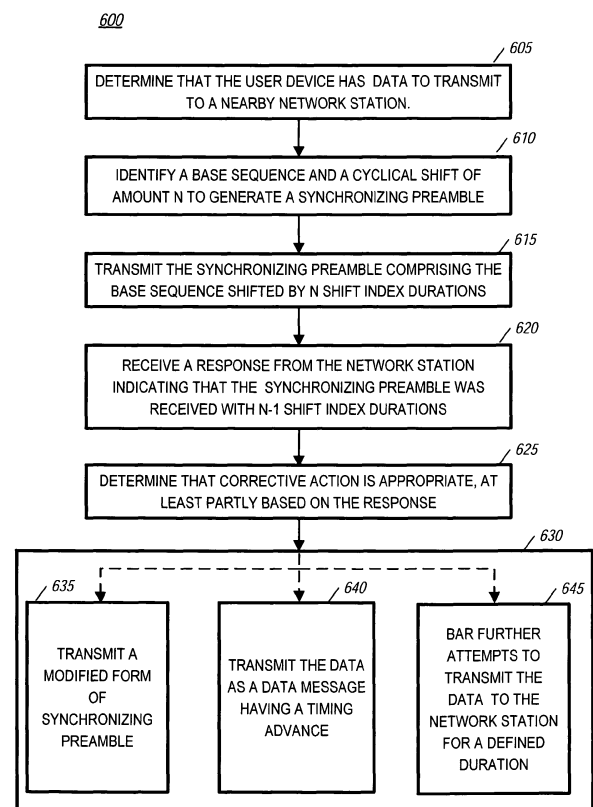 600
605
DETERMINE THAT THE USER DEVICE HAS DATA TO TRANSMIT
TO A NEARBY NETWORK STATION.
610
IDENTIFY A BASE SEQUENCE AND A CYCLICAL SHIFT OF
AMOUNT N TO GENERATE A SYNCHRONIZING PREAMBLE
615
TRANSMIT THE SYNCHRONIZING PREAMBLE COMPRISING THE
BASE SEQUENCE SHIFTED BY N SHIFT INDEX DURATIONS
620
RECEIVE A RESPONSE FROM THE NETWORK STATION
INDICATING THAT THE SYNCHRONIZING PREAMBLE WAS
RECEIVED WITH N-1 SHIFT INDEX DURATIONS
625
DETERMINE THAT CORRECTIVE ACTION IS APPROPRIATE, AT
LEAST PARTLY BASED ON THE RESPONSE
630
635
TRANSMIT A
MODIFIED FORM
OF
SYNCHRONIZING
PREAMBLE
640
TRANSMIT THE DATA
AS A DATA MESSAGE
HAVING A TIMING
ADVANCE
645
BAR FURTHER
ATTEMPTS TO
TRANSMIT THE
DATA TO THE
NETWORK STATION
FOR A DEFINED
DURATION